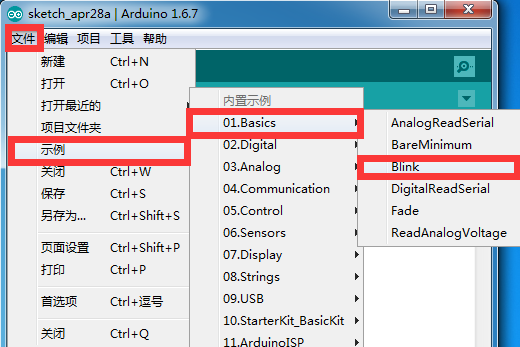 sketch_apr28a | Arduino 1.6.7
文件 编辑 项目 工具 帮助
新建 Ctrl+N
打开 Ctrl+O
打开最近的
项目文件夹
示例
关闭 Ctrl+W
保存 Ctrl+S
另存为... Ctrl+Shift+S
页面设置 Ctrl+Shift+P
打印 Ctrl+P
首选项 Ctrl+逗号
关闭 Ctrl+Q
内置示例
01.Basics
02.Digital
03.Analog
04.Communication
05.Control
06.Sensors
07.Display
08.Strings
09.USB
10.StarterKit_BasicKit
11.ArduinoISP
AnalogReadSerial
BareMinimum
Blink
DigitalReadSerial
Fade
ReadAnalogVoltage